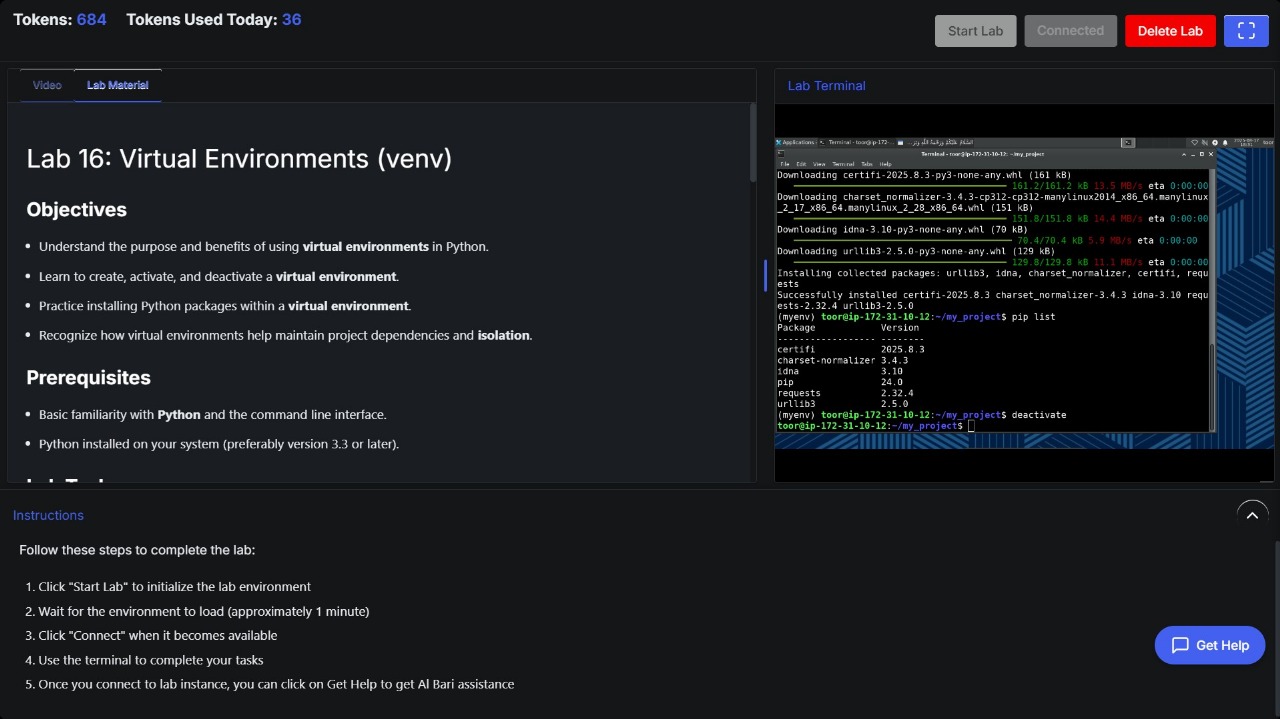 Tokens: 684 Tokens Used Today: 36
Start Lab
Connected
Delete Lab
Video
Lab Material
Lab 16: Virtual Environments (venv)
Objectives
• Understand the purpose and benefits of using virtual environments in Python.
• Learn to create, activate, and deactivate a virtual environment.
• Practice installing Python packages within a virtual environment.
• Recognize how virtual environments help maintain project dependencies and isolation.
Prerequisites
• Basic familiarity with Python and the command line interface.
• Python installed on your system (preferably version 3.3 or later).
Lab Terminal
Applications
Terminal - toor@ip-172-...
Terminal - toor@ip-172-31-10-12: ~/my_project
File Edit View Terminal Tabs Help
Downloading certifi-2025.8.3-py3-none-any.whl (161 kB)
161.2/161.2 kB 13.5 MB/s eta 0:00:00
Downloading charset_normalizer-3.4.3-cp312-cp312-manylinux2014_x86_64.manylinux
_2_17_x86_64.manylinux_2_28_x86_64.whl (151 kB)
151.8/151.8 kB 14.4 MB/s eta 0:00:00
Downloading idna-3.10-py3-none-any.whl (70 kB)
70.4/70.4 kB 5.9 MB/s eta 0:00:00
Downloading urllib3-2.5.0-py3-none-any.whl (129 kB)
129.8/129.8 kB 11.1 MB/s eta 0:00:00
Installing collected packages: urllib3, idna, charset_normalizer, certifi, requ
ests
Successfully installed certifi-2025.8.3 charset_normalizer-3.4.3 idna-3.10 requ
ests-2.32.4 urllib3-2.5.0
(myenv) toor@ip-172-31-10-12:~/my_project$ pip list
Package Version
------------------ --------
certifi 2025.8.3
charset-normalizer 3.4.3
idna 3.10
pip 24.0
requests 2.32.4
urllib3 2.5.0
(myenv) toor@ip-172-31-10-12:~/my_project$ deactivate
toor@ip-172-31-10-12:~/my_project$
Instructions
Follow these steps to complete the lab:
1. Click "Start Lab" to initialize the lab environment
2. Wait for the environment to load (approximately 1 minute)
3. Click "Connect" when it becomes available
4. Use the terminal to complete your tasks
5. Once you connect to lab instance, you can click on Get Help to get Al Bari assistance
Get Help